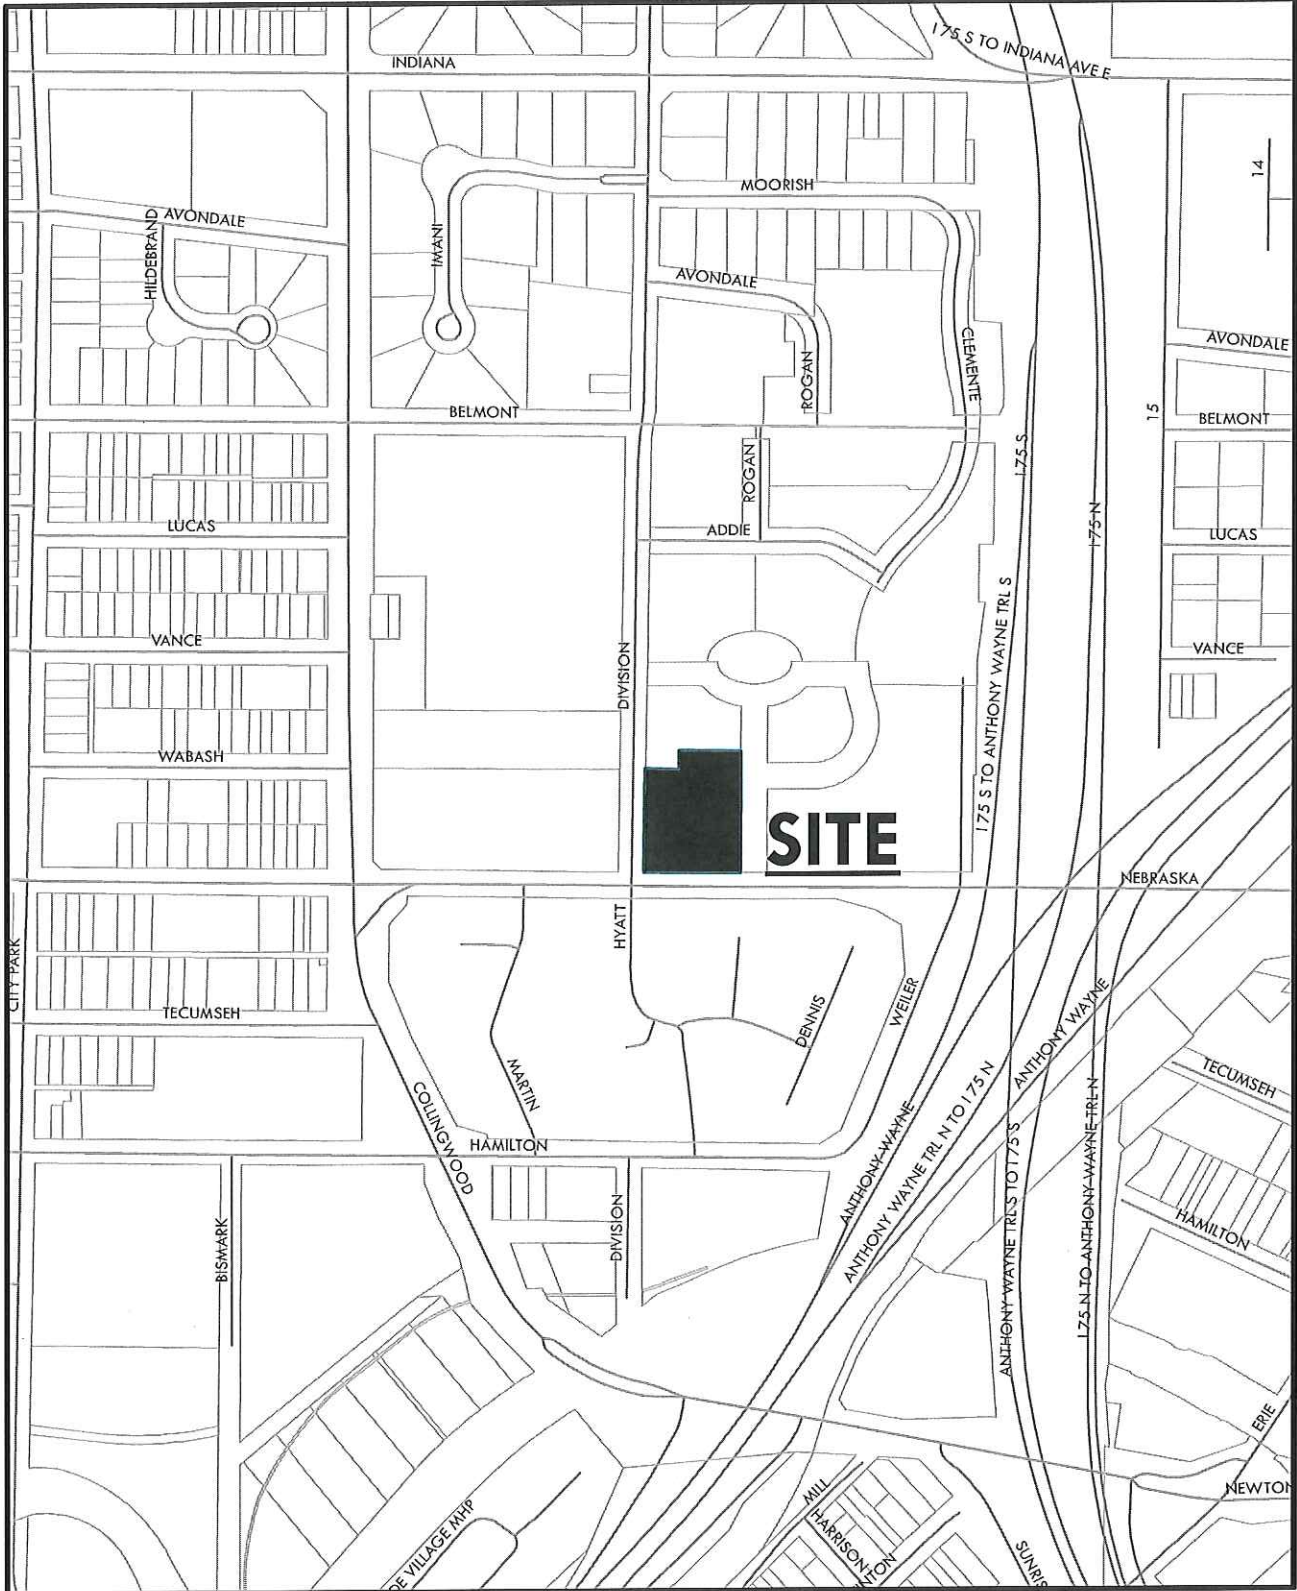 INDIANA
I 75 S TO INDIANA AVE E
14
MOORISH
AVONDALE
HILDEBRAND
IMANI
AVONDALE
CLEMENTE
AVONDALE
ROGAN
BELMONT
15
BELMONT
I 75 S
ROGAN
I-75 N
LUCAS
ADDIE
LUCAS
VANCE
DIVISION
I 75 S TO ANTHONY WAYNE TRL S
VANCE
WABASH
SITE
NEBRASKA
HYATT
CITY PARK
WEILER
TECUMSEH
DENNIS
ANTHONY WAYNE
MARTIN
COLLINGWOOD
TECUMSEH
HAMILTON
ANTHONY WAYNE
ANTHONY WAYNE TRL N TO I 75 N
ANTHONY WAYNE TRL S TO I 75 S
I 75 N TO ANTHONY WAYNE TRL N
BISMARK
DIVISION
HAMILTON
ERIE
NEWTON
MILL
HARRISON
NTON
SUNRIS
DE VILLAGE MHP